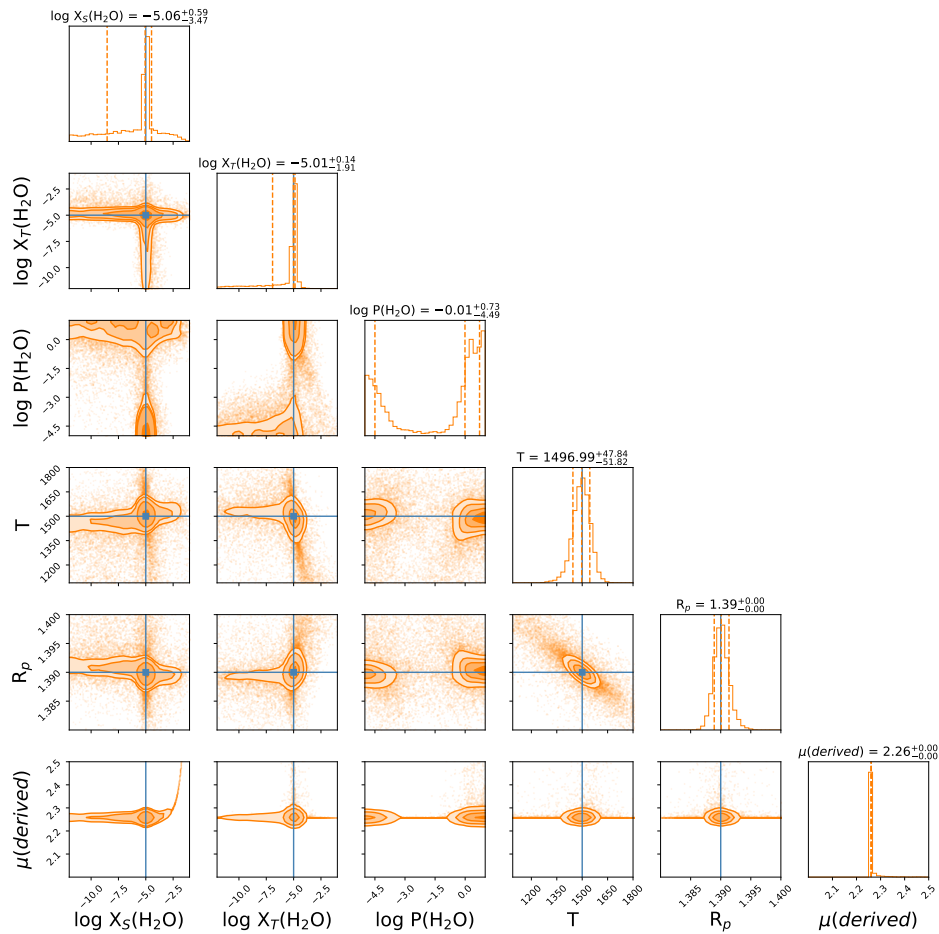 log X_S(H₂O) = −5.06^{+0.59}_{−3.47}
log X_T(H₂O) = −5.01^{+0.14}_{−1.91}
log X_T(H₂O)
−2.5
−5.0
−7.5
−10.0
log P(H₂O) = −0.01^{+0.73}_{−4.49}
log P(H₂O)
0.0
−1.5
−3.0
−4.5
T = 1496.99^{+47.84}_{−51.82}
T
1800
1650
1500
1350
1200
R_p = 1.39^{+0.00}_{−0.00}
R_p
1.400
1.395
1.390
1.385
μ(derived) = 2.26^{+0.00}_{−0.00}
μ(derived)
2.5
2.4
2.3
2.2
2.1
−10.0 −7.5 −5.0 −2.5 −10.0 −7.5 −5.0 −2.5 −4.5 −3.0 −1.5 0.0 1200 1350 1500 1650 1800 1.385 1.390 1.395 1.400 2.1 2.2 2.3 2.4 2.5
log X_S(H₂O) log X_T(H₂O) log P(H₂O) T R_p μ(derived)